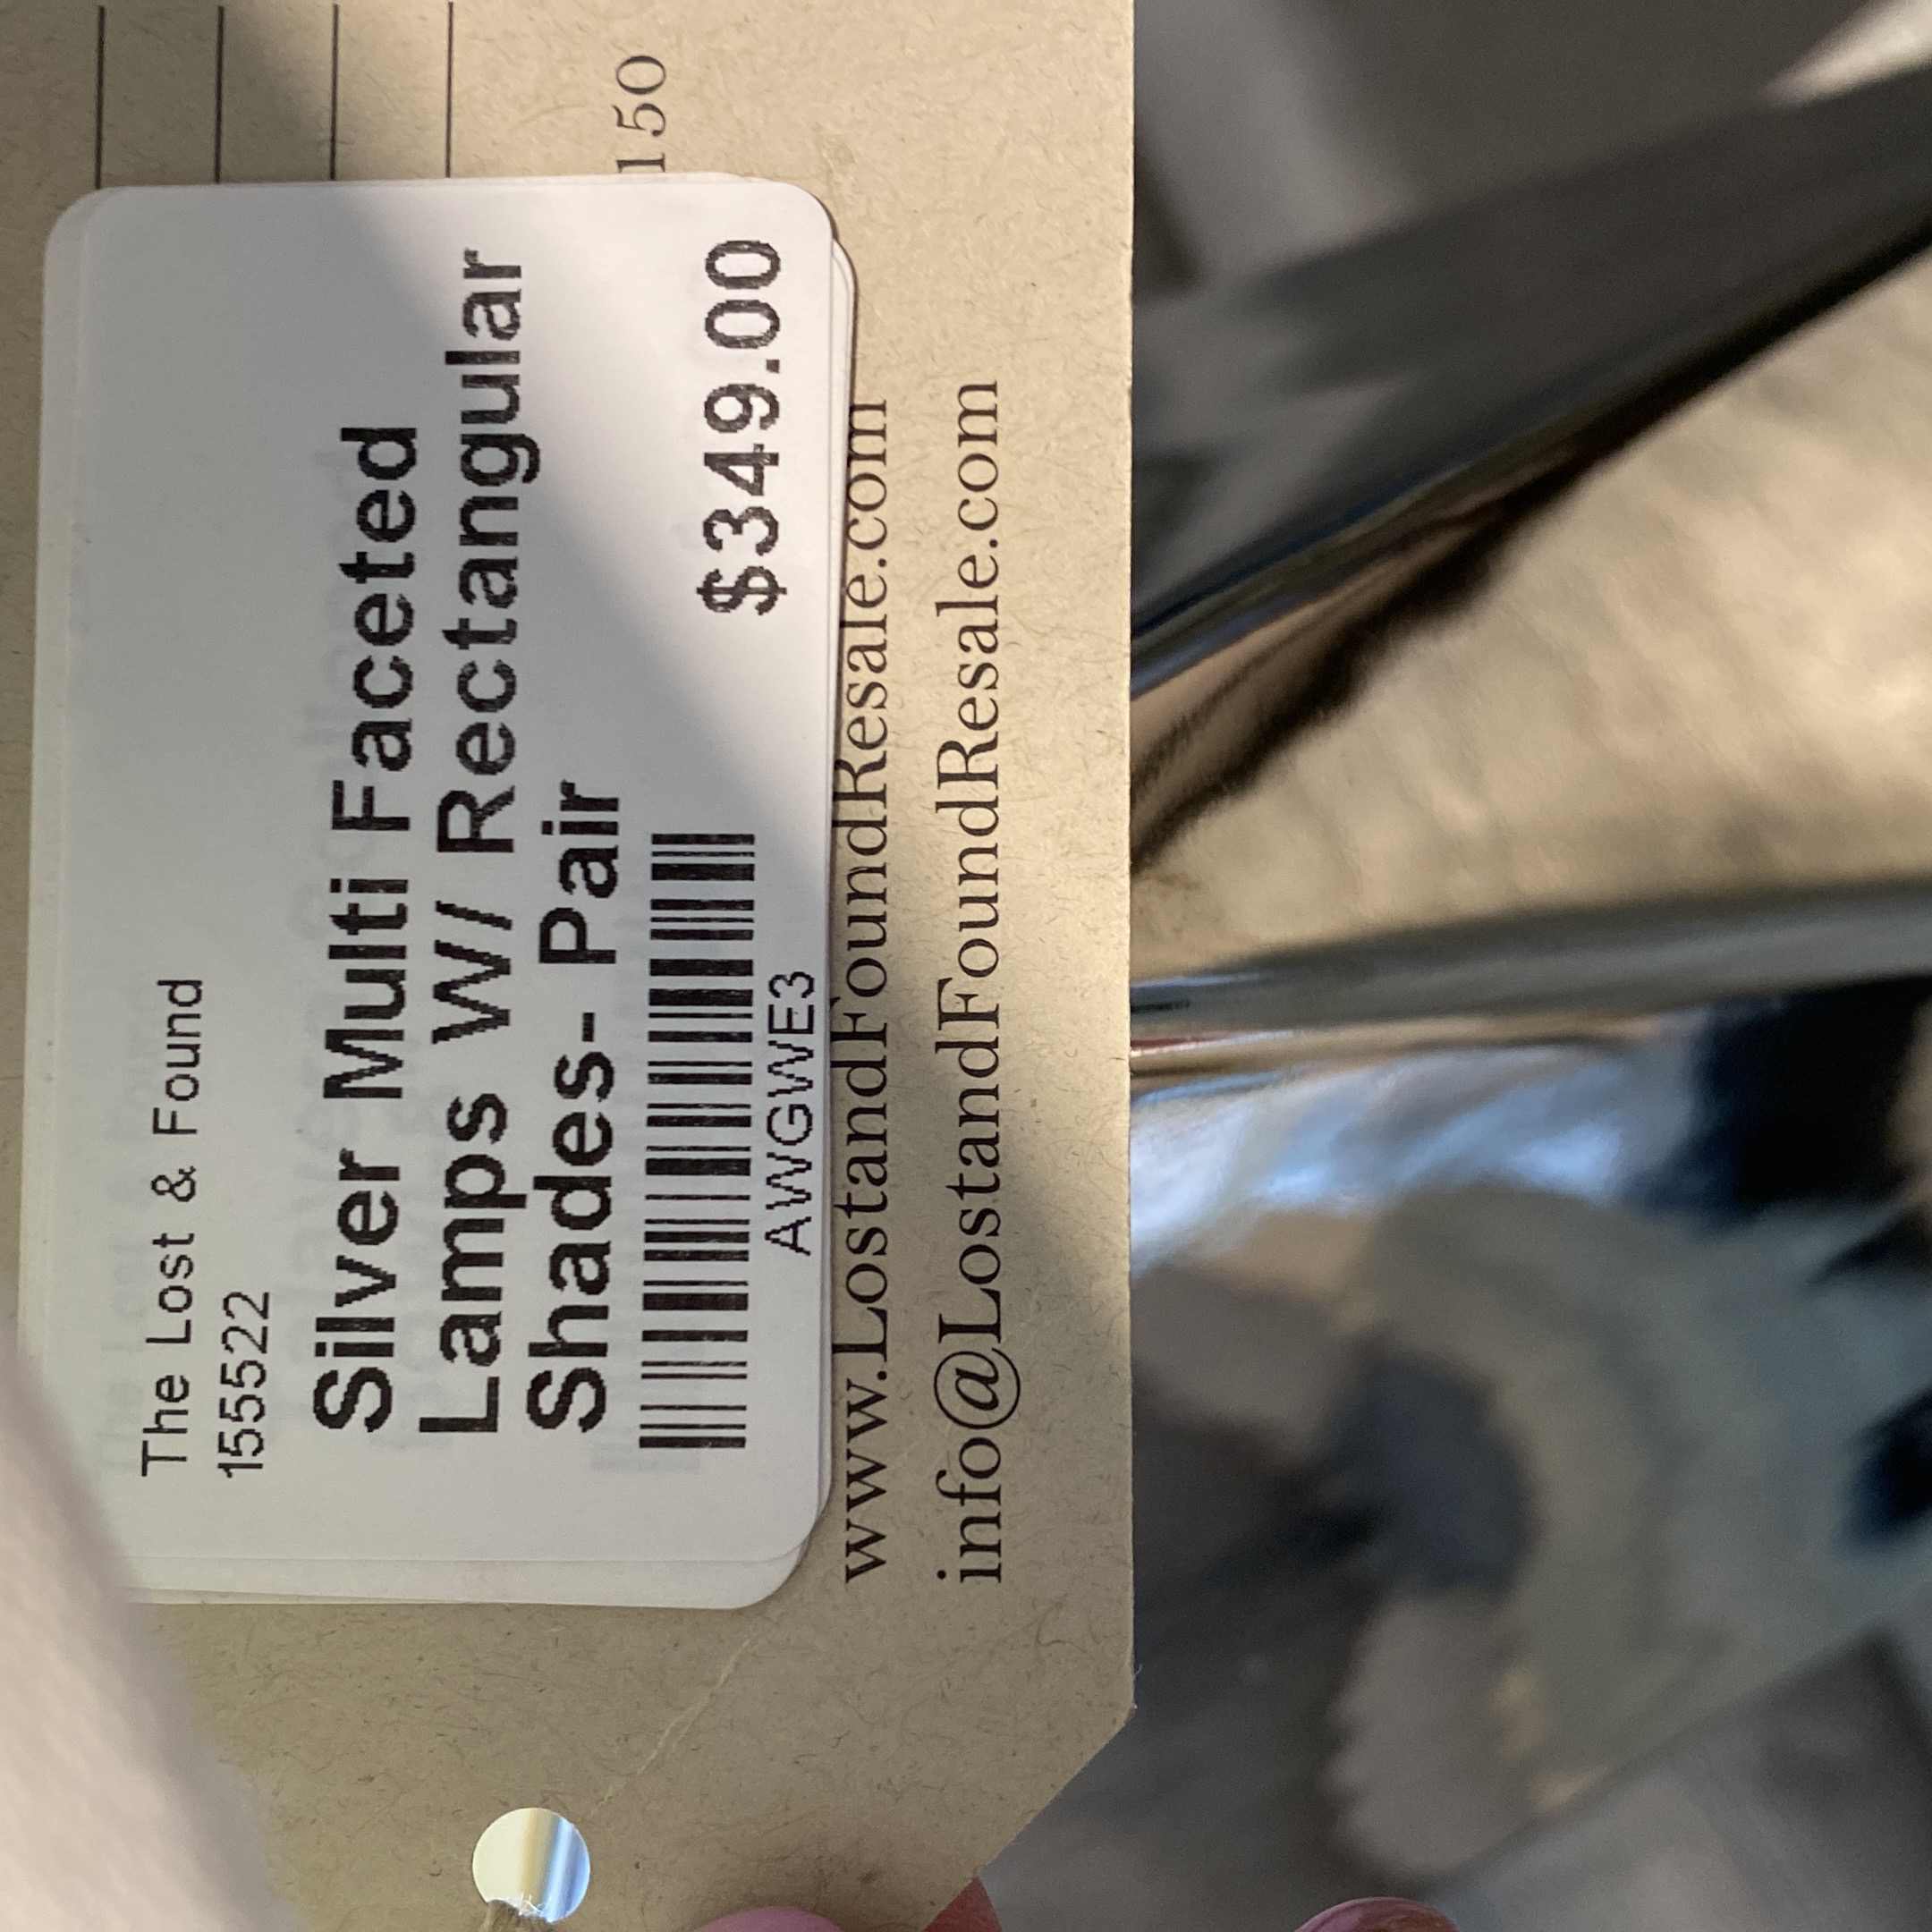 The Lost & Found
155522
Silver Multi Faceted
Lamps W/ Rectangular
Shades- Pair
$349.00
AWGWE3
150
www.LostandFoundResale.com
info@LostandFoundResale.com